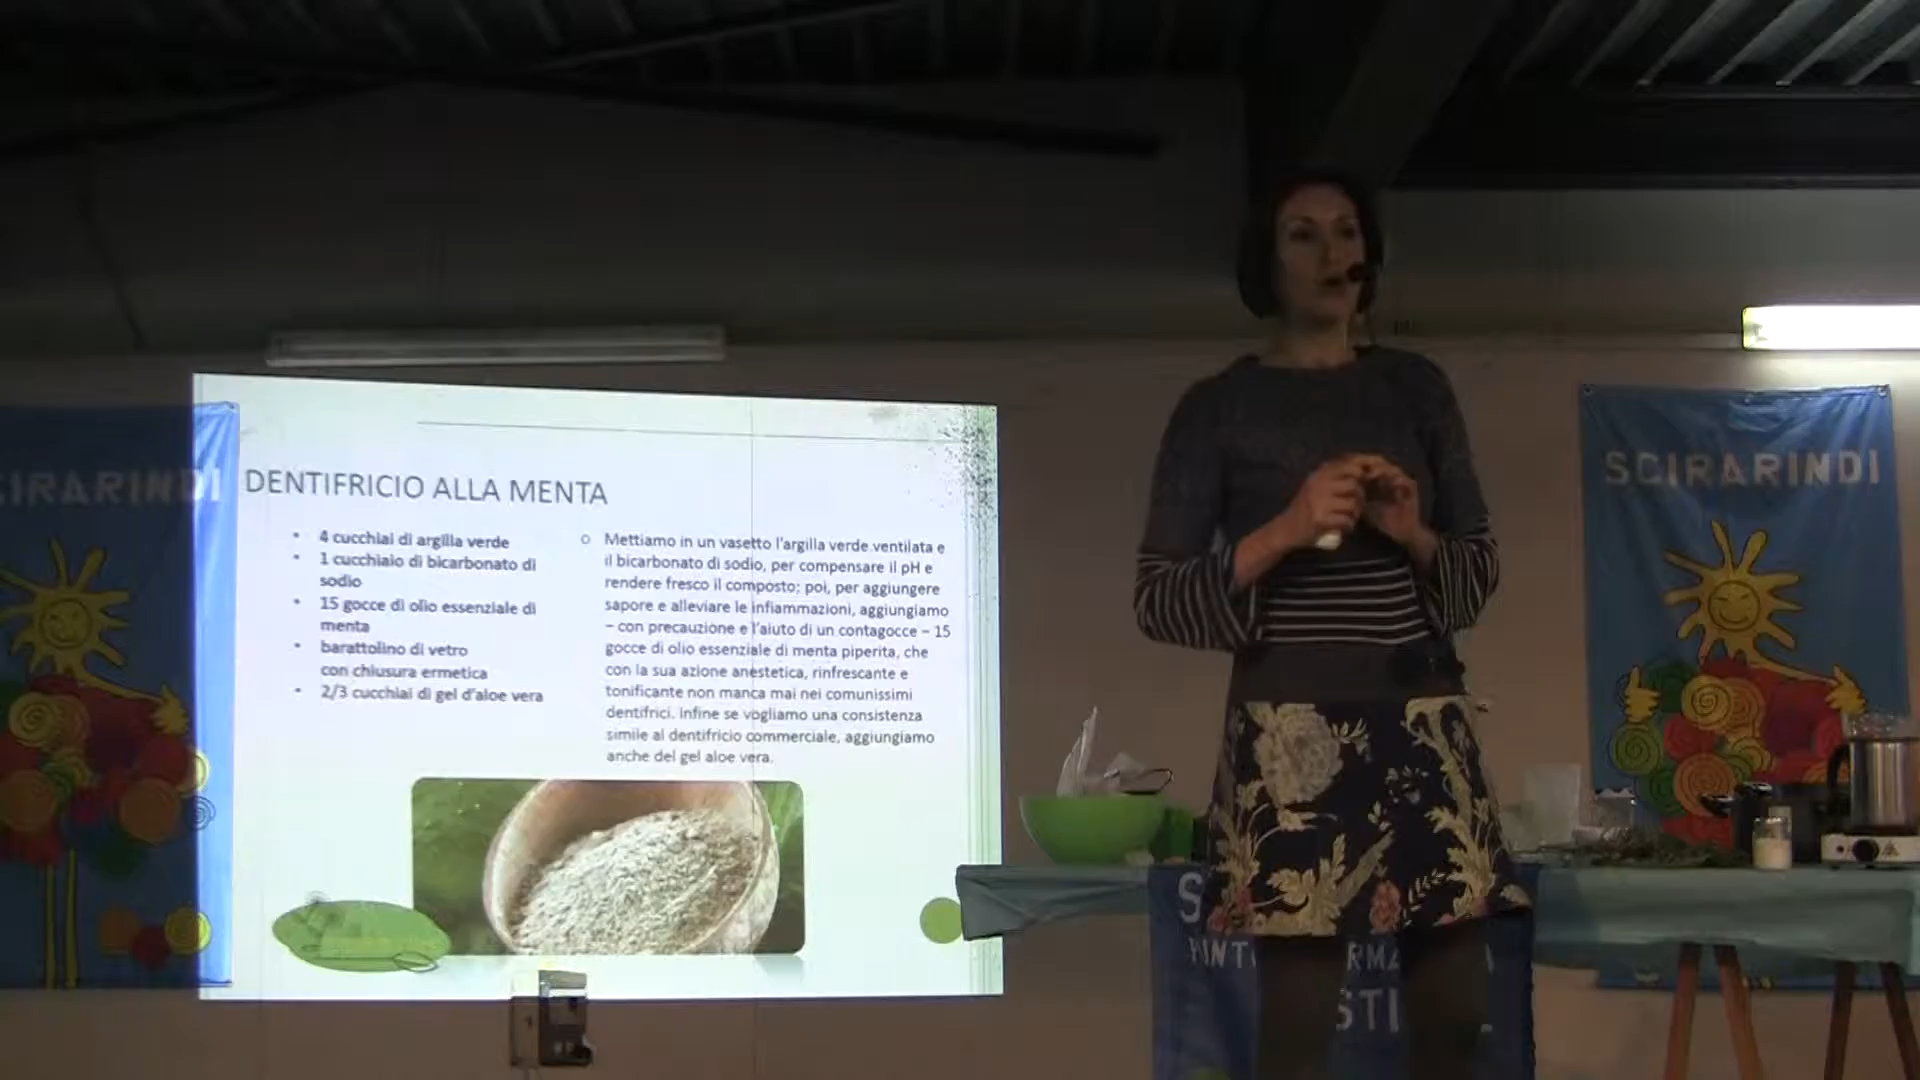 SCIRARINDI
CIRARINDI
DENTIFRICIO ALLA MENTA
• 4 cucchiai di argilla verde
• 1 cucchiaio di bicarbonato di
sodio
• 15 gocce di olio essenziale di
menta
• barattolino di vetro
con chiusura ermetica
• 2/3 cucchiai di gel d'aloe vera
Mettiamo in un vasetto l'argilla verde ventilata e
il bicarbonato di sodio, per compensare il pH e
rendere fresco il composto; poi, per aggiungere
sapore e alleviare le infiammazioni, aggiungiamo
– con precauzione e l'aiuto di un contagocce – 15
gocce di olio essenziale di menta piperita, che
con la sua azione anestetica, rinfrescante e
tonificante non manca mai nei comunissimi
dentifrici. Infine se vogliamo una consistenza
simile al dentifricio commerciale, aggiungiamo
anche del gel aloe vera.